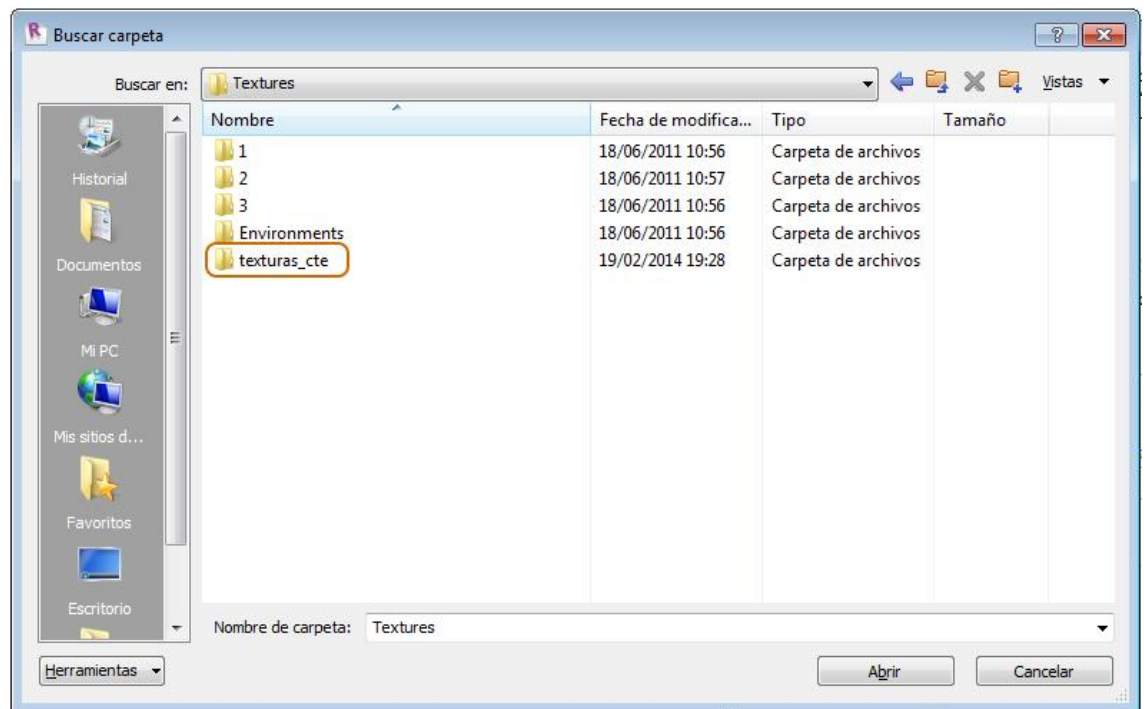 R Buscar carpeta
Buscar en: Textures Vistas
Nombre Fecha de modifica... Tipo Tamaño
1 18/06/2011 10:56 Carpeta de archivos
2 18/06/2011 10:57 Carpeta de archivos
3 18/06/2011 10:56 Carpeta de archivos
Environments 18/06/2011 10:56 Carpeta de archivos
texturas_cte 19/02/2014 19:28 Carpeta de archivos
Historial
Documentos
Mi PC
Mis sitios d...
Favoritos
Escritorio
Nombre de carpeta: Textures
Herramientas Abrir Cancelar